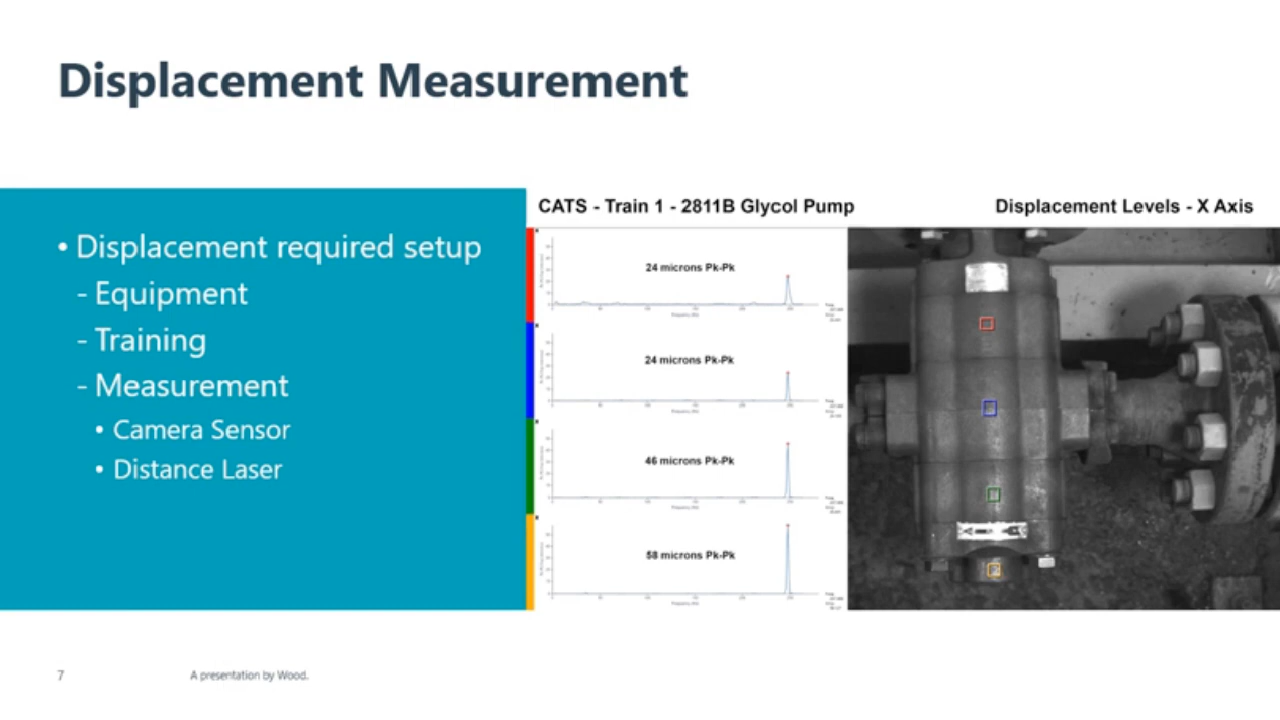 Displacement Measurement
• Displacement required setup
- Equipment
- Training
- Measurement
• Camera Sensor
• Distance Laser
CATS - Train 1 - 2811B Glycol Pump
Displacement Levels - X Axis
24 microns Pk-Pk
24 microns Pk-Pk
46 microns Pk-Pk
58 microns Pk-Pk
7
A presentation by Wood.